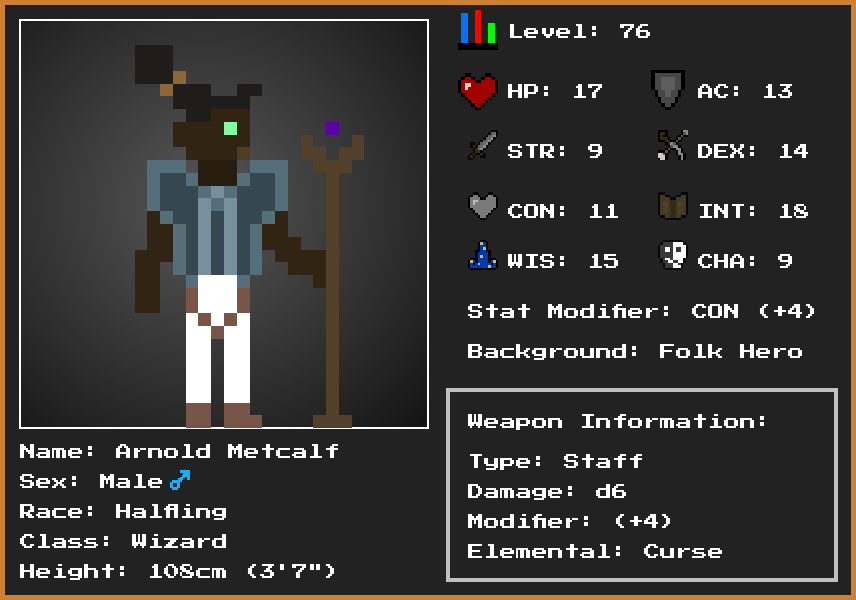 Level: 76
HP: 17
AC: 13
STR: 9
DEX: 14
CON: 11
INT: 18
WIS: 15
CHA: 9
Stat Modifier: CON (+4)
Background: Folk Hero
Weapon Information:
Type: Staff
Damage: d6
Modifier: (+4)
Elemental: Curse
Name: Arnold Metcalf
Sex: Male ♂
Race: Halfling
Class: Wizard
Height: 108cm (3'7")